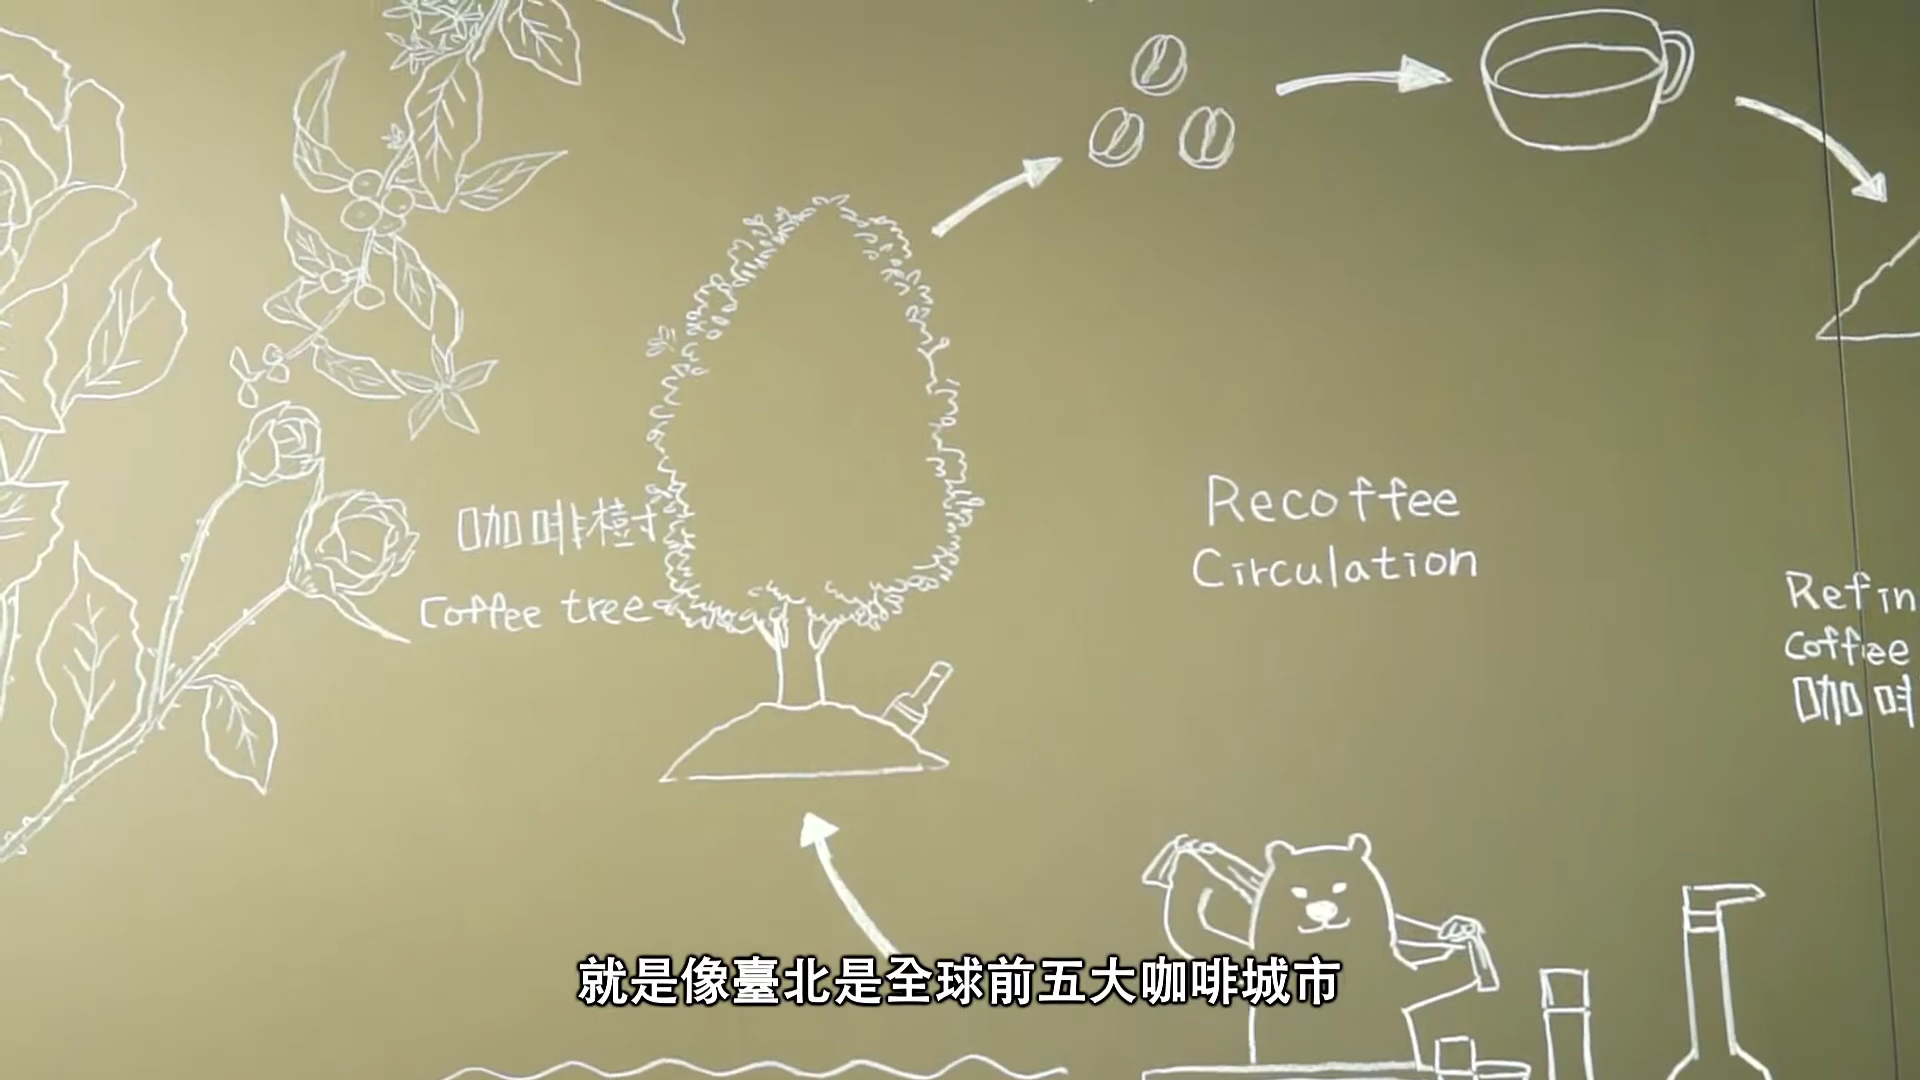 咖啡樹
Coffee tree
Recoffee
Circulation
Refin
Coffee
咖啡
就是像臺北是全球前五大咖啡城市